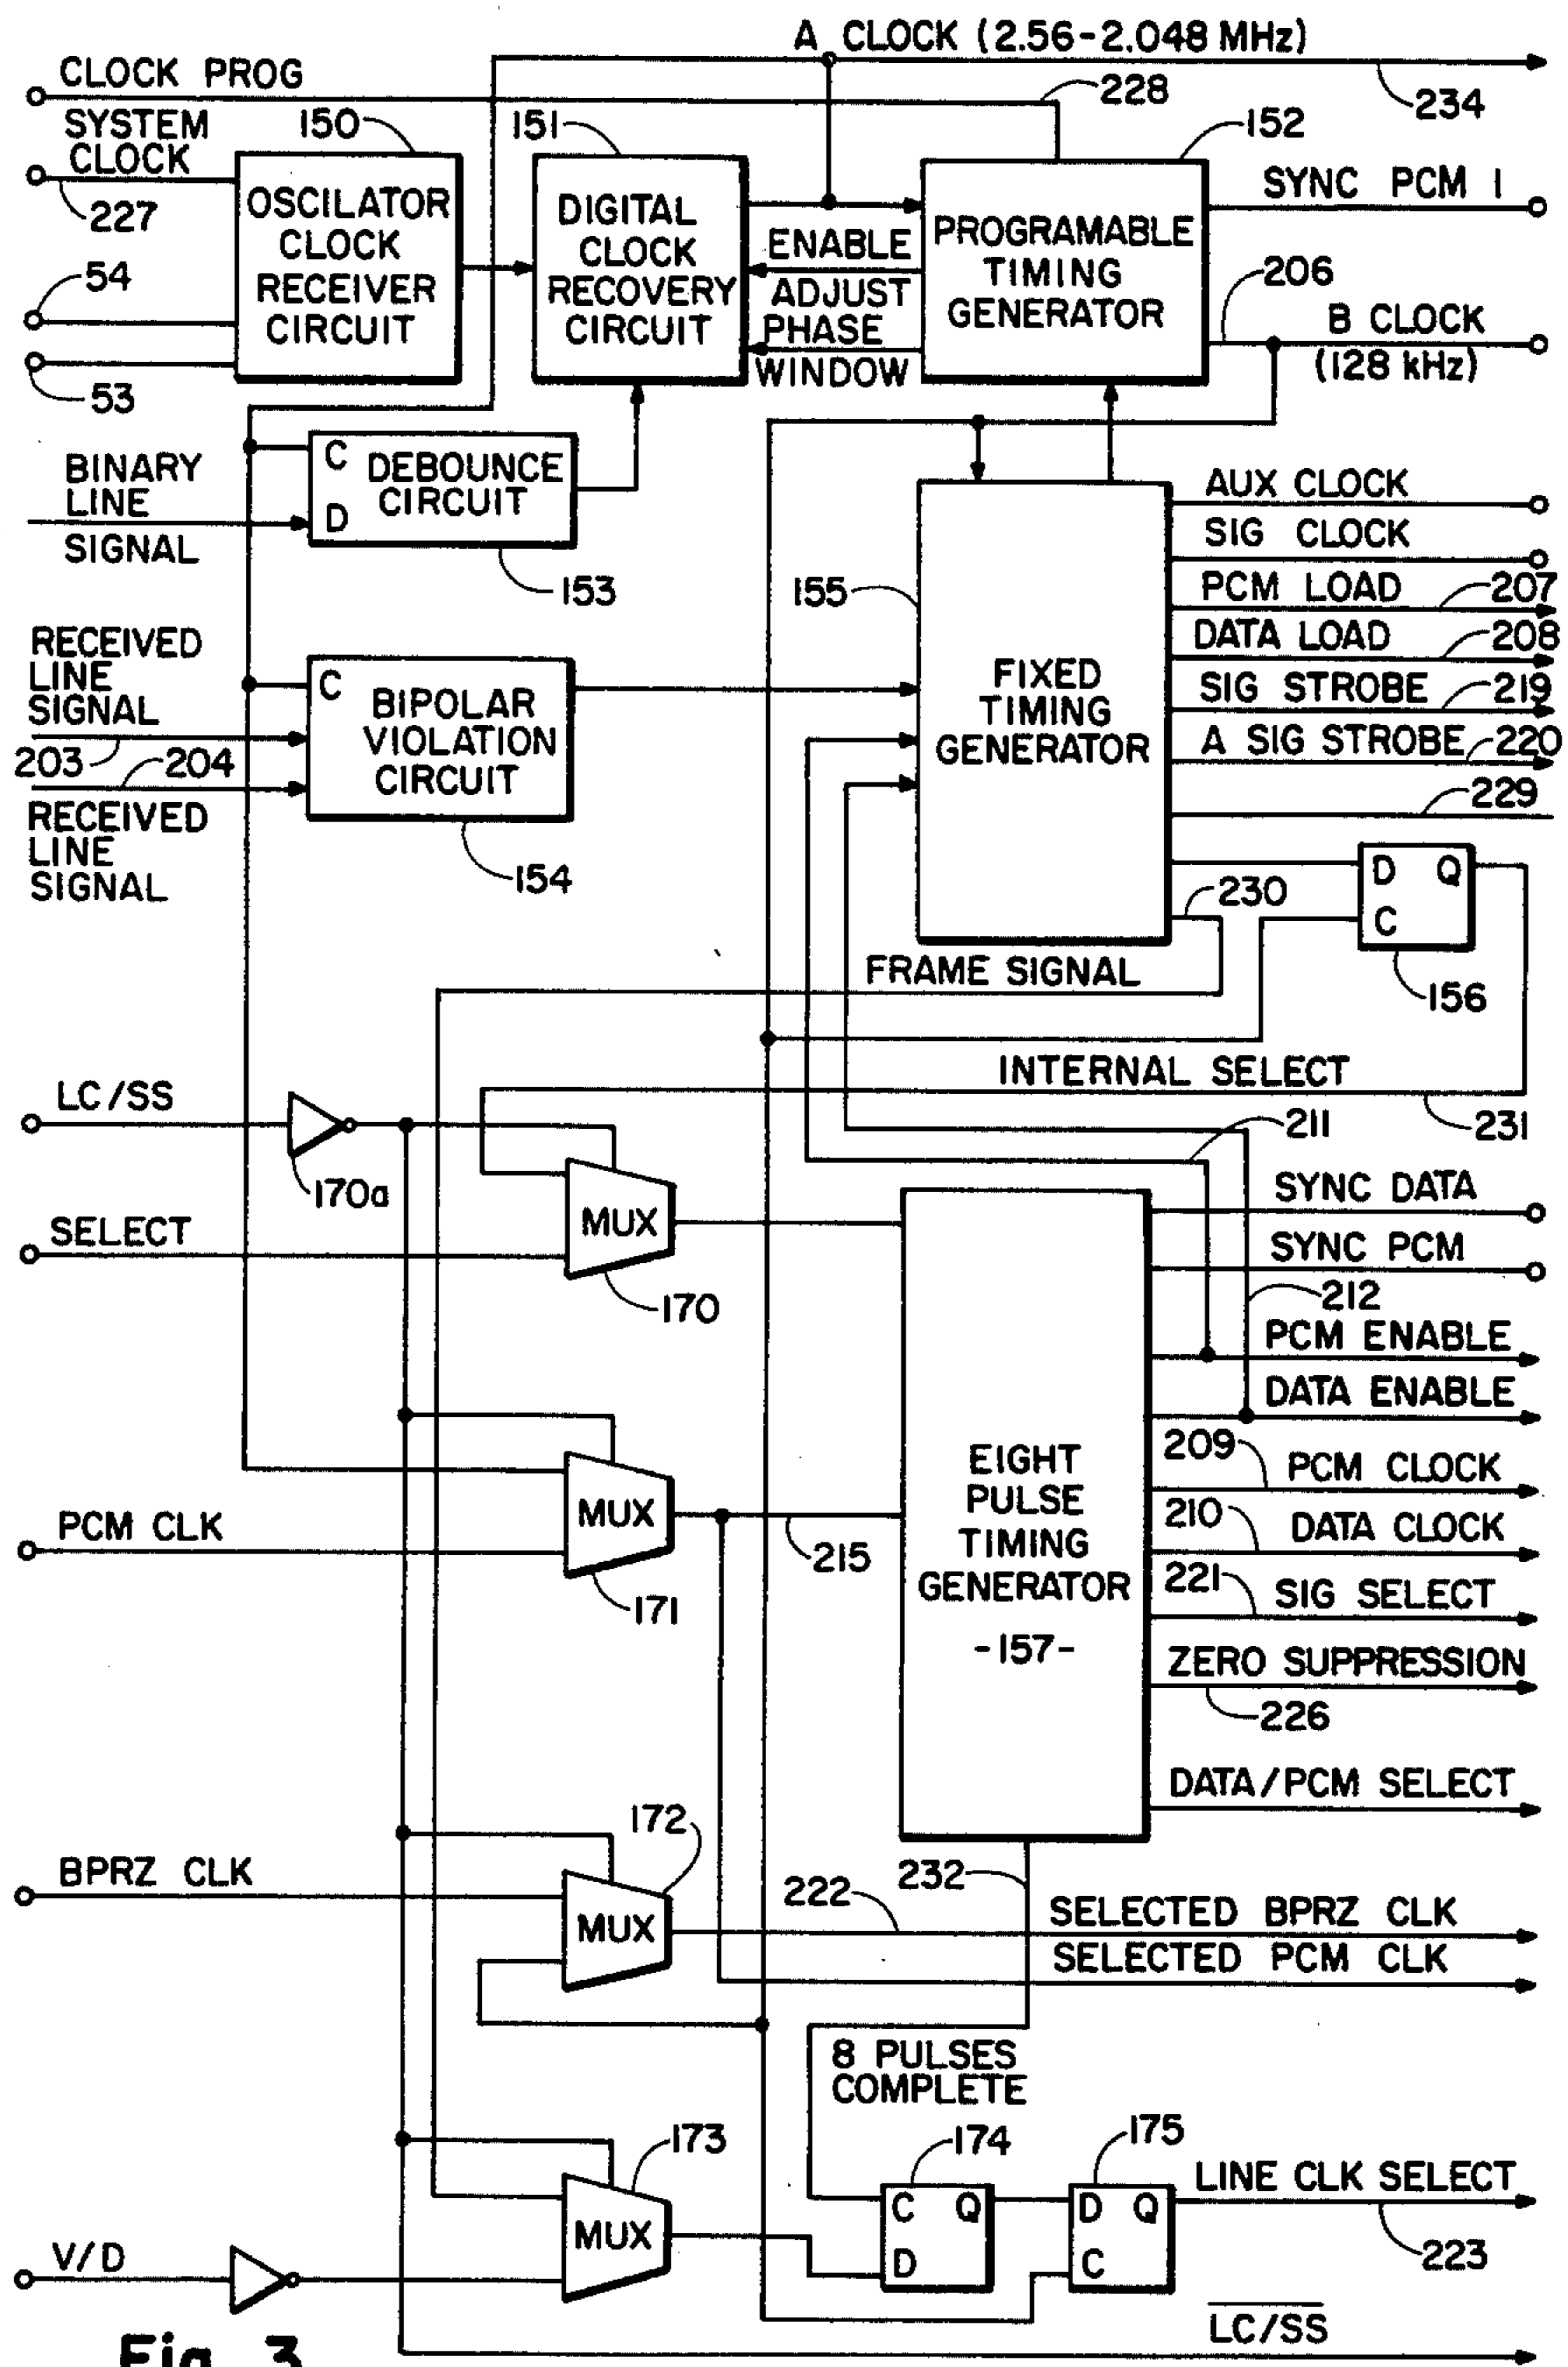 A CLOCK (2.56-2.048 MHz)
CLOCK PROG
228
234
SYSTEM
CLOCK
150
151
152
227
OSCILATOR
CLOCK
RECEIVER
CIRCUIT
DIGITAL
CLOCK
RECOVERY
CIRCUIT
ENABLE
ADJUST
PHASE
WINDOW
PROGRAMABLE
TIMING
GENERATOR
SYNC PCM 1
54
206
B CLOCK
(128 kHz)
53
BINARY
LINE
SIGNAL
C
D
DEBOUNCE
CIRCUIT
153
AUX CLOCK
SIG CLOCK
155
PCM LOAD
207
DATA LOAD
208
SIG STROBE
219
A SIG STROBE
220
229
RECEIVED
LINE
SIGNAL
203
204
RECEIVED
LINE
SIGNAL
C
BIPOLAR
VIOLATION
CIRCUIT
154
FIXED
TIMING
GENERATOR
D Q
C
156
230
FRAME SIGNAL
INTERNAL SELECT
231
LC/SS
170a
211
SELECT
MUX
170
SYNC DATA
SYNC PCM
212
PCM ENABLE
DATA ENABLE
209
PCM CLOCK
210
DATA CLOCK
221
SIG SELECT
ZERO SUPPRESSION
226
DATA/PCM SELECT
PCM CLK
MUX
171
215
EIGHT
PULSE
TIMING
GENERATOR
-157-
BPRZ CLK
172
MUX
222
232
SELECTED BPRZ CLK
SELECTED PCM CLK
8 PULSES
COMPLETE
173
MUX
174
C Q
D
175
D Q
C
LINE CLK SELECT
223
V/D
LC/SS
Fig. 3